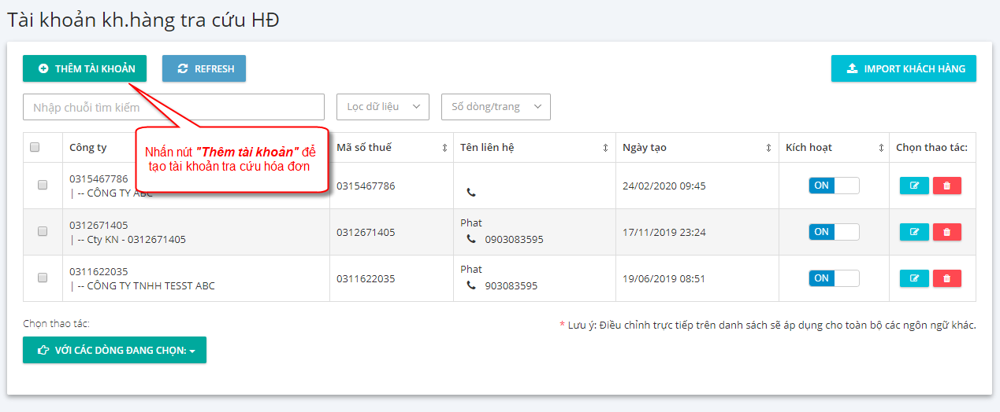 Tài khoản kh.hàng tra cứu HĐ
THÊM TÀI KHOẢN REFRESH IMPORT KHÁCH HÀNG
Nhập chuỗi tìm kiếm Lọc dữ liệu Số dòng/trang
Nhấn nút "Thêm tài khoản" để
tạo tài khoản tra cứu hóa đơn
Công ty Mã số thuế Tên liên hệ Ngày tạo Kích hoạt Chọn thao tác:
0315467786
| -- CÔNG TY ABC 0315467786 24/02/2020 09:45 ON
0312671405 Phat
| -- Cty KN - 0312671405 0312671405 0903083595 17/11/2019 23:24 ON
0311622035 Phat
| -- CÔNG TY TNHH TESST ABC 0311622035 903083595 19/06/2019 08:51 ON
Chọn thao tác: * Lưu ý: Điều chỉnh trực tiếp trên danh sách sẽ áp dụng cho toàn bộ các ngôn ngữ khác.
VỚI CÁC DÒNG ĐANG CHỌN: